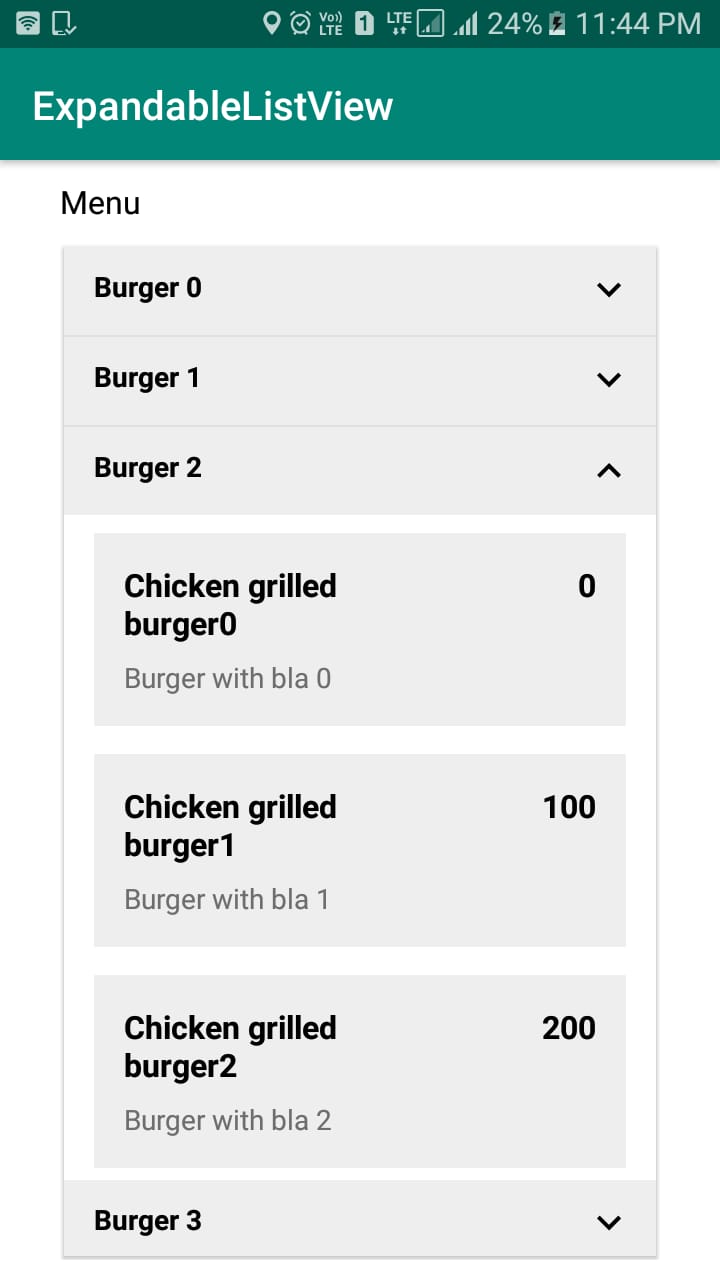 Vo)) LTE 1 LTE 24% 11:44 PM
ExpandableListView
Menu
Burger 0
Burger 1
Burger 2
Chicken grilled 0
burger0
Burger with bla 0
Chicken grilled 100
burger1
Burger with bla 1
Chicken grilled 200
burger2
Burger with bla 2
Burger 3